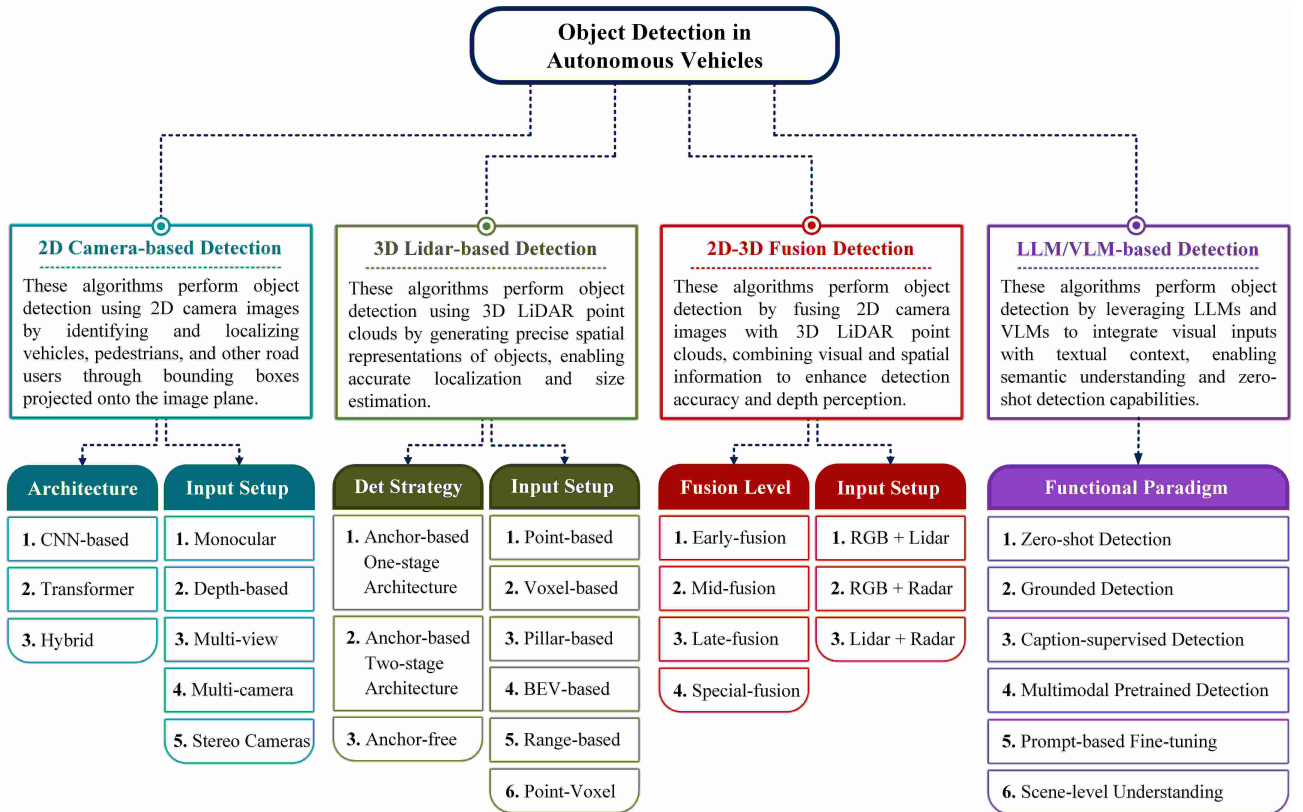 Object Detection in
Autonomous Vehicles
2D Camera-based Detection
These algorithms perform object
detection using 2D camera images
by identifying and localizing
vehicles, pedestrians, and other road
users through bounding boxes
projected onto the image plane.
3D Lidar-based Detection
These algorithms perform object
detection using 3D LiDAR point
clouds by generating precise spatial
representations of objects, enabling
accurate localization and size
estimation.
2D-3D Fusion Detection
These algorithms perform object
detection by fusing 2D camera
images with 3D LiDAR point
clouds, combining visual and spatial
information to enhance detection
accuracy and depth perception.
LLM/VLM-based Detection
These algorithms perform object
detection by leveraging LLMs and
VLMs to integrate visual inputs
with textual context, enabling
semantic understanding and zero-
shot detection capabilities.
Architecture
1. CNN-based
2. Transformer
3. Hybrid
Input Setup
1. Monocular
2. Depth-based
3. Multi-view
4. Multi-camera
5. Stereo Cameras
Det Strategy
1. Anchor-based
One-stage
Architecture
2. Anchor-based
Two-stage
Architecture
3. Anchor-free
Input Setup
1. Point-based
2. Voxel-based
3. Pillar-based
4. BEV-based
5. Range-based
6. Point-Voxel
Fusion Level
1. Early-fusion
2. Mid-fusion
3. Late-fusion
4. Special-fusion
Input Setup
1. RGB + Lidar
2. RGB + Radar
3. Lidar + Radar
Functional Paradigm
1. Zero-shot Detection
2. Grounded Detection
3. Caption-supervised Detection
4. Multimodal Pretrained Detection
5. Prompt-based Fine-tuning
6. Scene-level Understanding